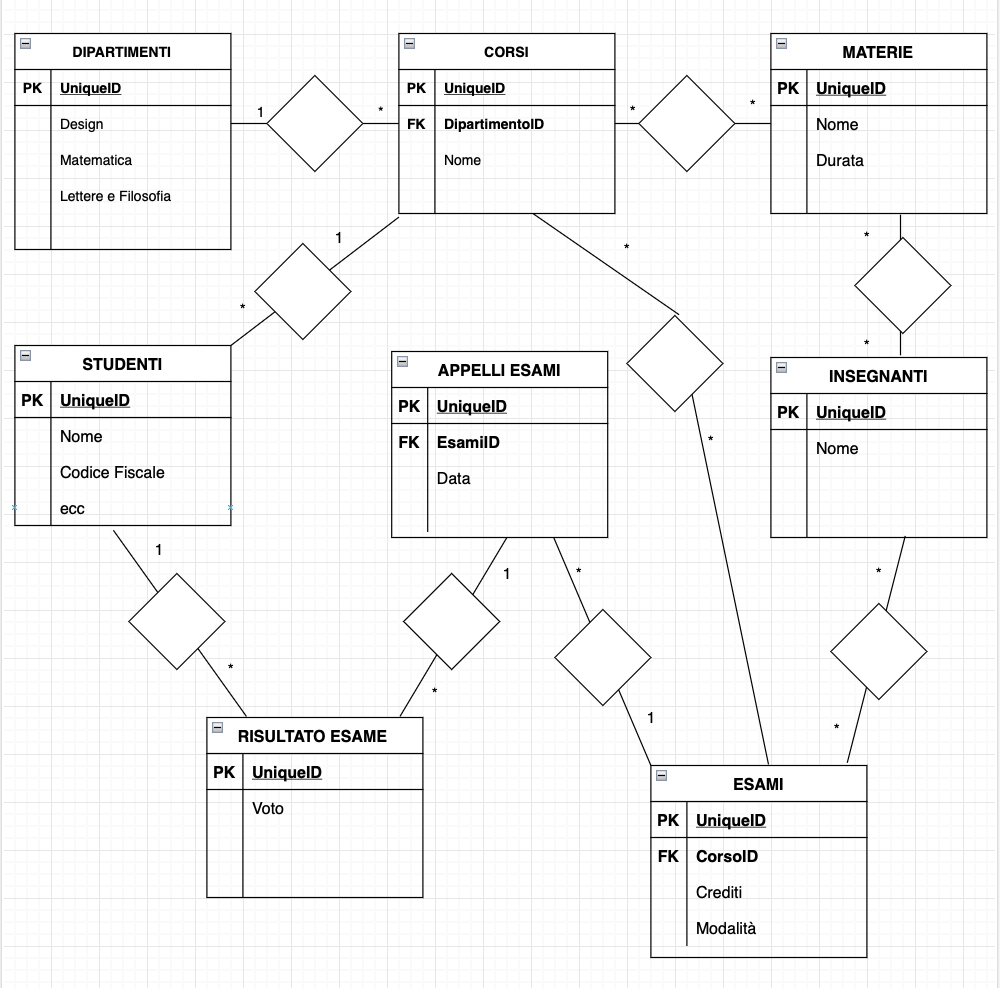 DIPARTIMENTI
PK UniqueID
Design
Matematica
Lettere e Filosofia
1
*
CORSI
PK UniqueID
FK DipartimentoID
Nome
*
*
MATERIE
PK UniqueID
Nome
Durata
1
*
*
*
*
*
STUDENTI
PK UniqueID
Nome
Codice Fiscale
ecc
APPELLI ESAMI
PK UniqueID
FK EsamiID
Data
INSEGNANTI
PK UniqueID
Nome
1
*
1
*
*
1
*
*
RISULTATO ESAME
PK UniqueID
Voto
ESAMI
PK UniqueID
FK CorsoID
Crediti
Modalità